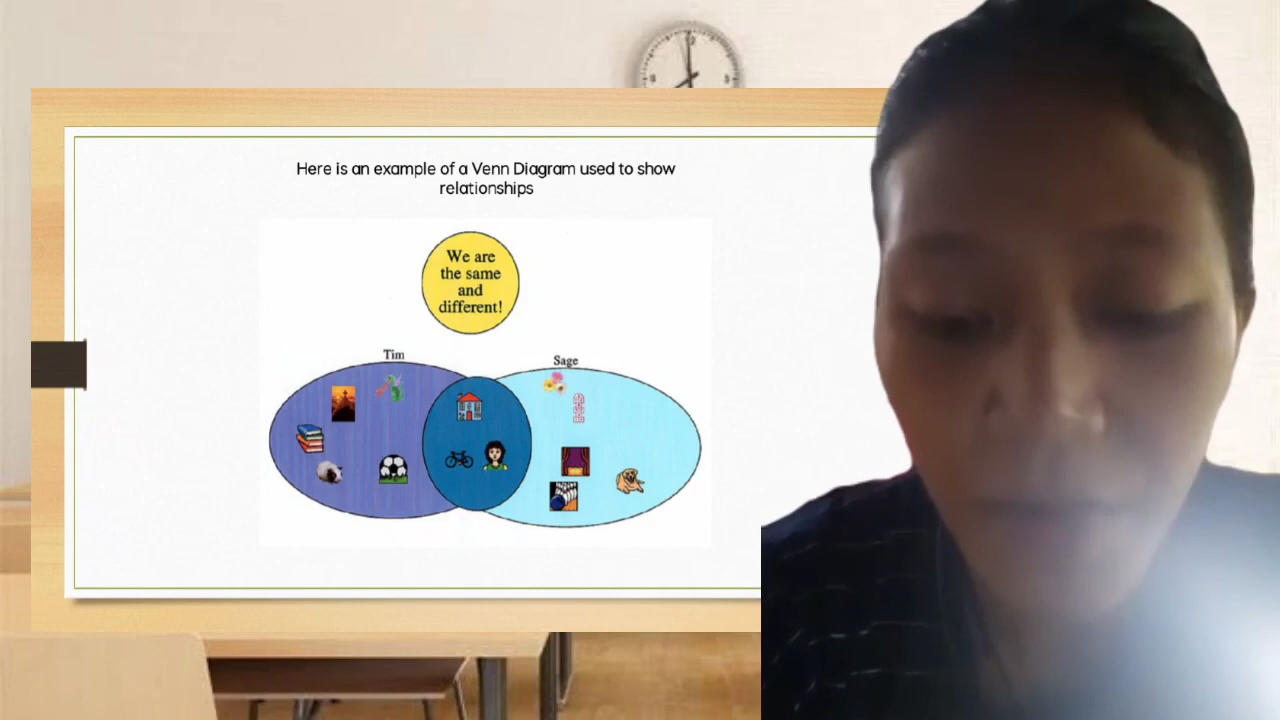 Here is an example of a Venn Diagram used to show
relationships
We are
the same
and
different!
Tim
Sage